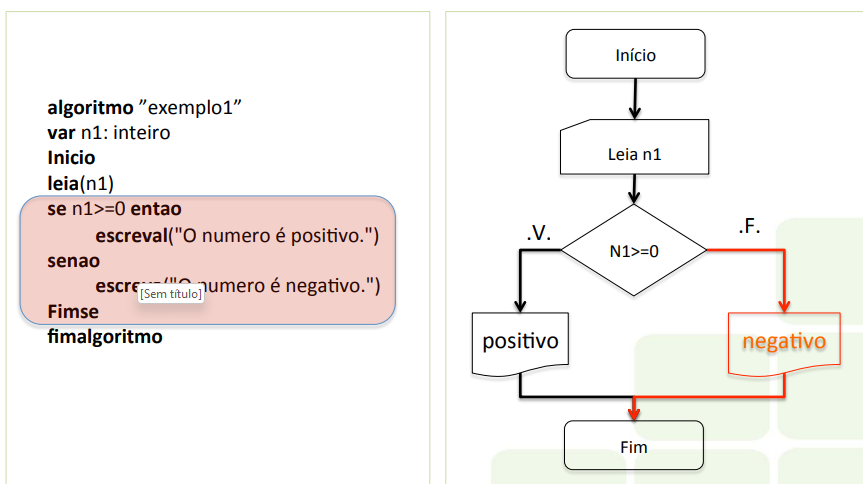 algoritmo ”exemplo1”
var n1: inteiro
Inicio
leia(n1)
se n1>=0 entao
escreval("O numero é positivo.")
senao
numero é negativo.")
[Sem título]
Fimse
fimalgoritmo
Início
Leia n1
N1>=0
.V.
.F.
positivo
negativo
Fim